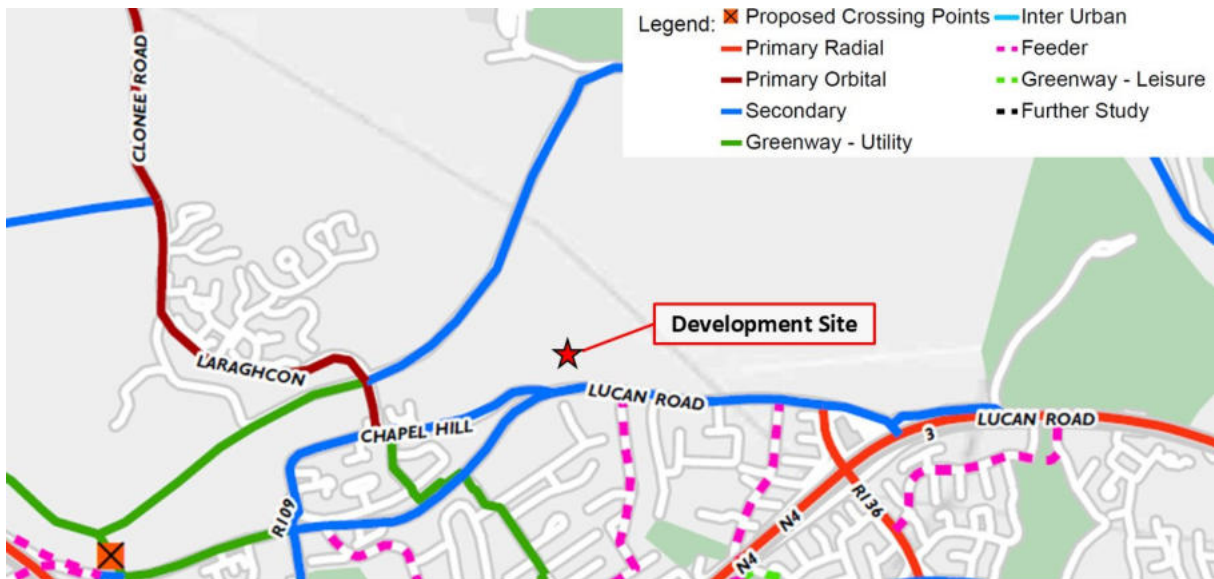 Legend:
Proposed Crossing Points
Primary Radial
Primary Orbital
Secondary
Greenway - Utility
Inter Urban
Feeder
Greenway - Leisure
Further Study
CLONEE ROAD
LARAGHCON
CHAPEL HILL
R109
Development Site
LUCAN ROAD
LUCAN ROAD
3
R136
N4
N4